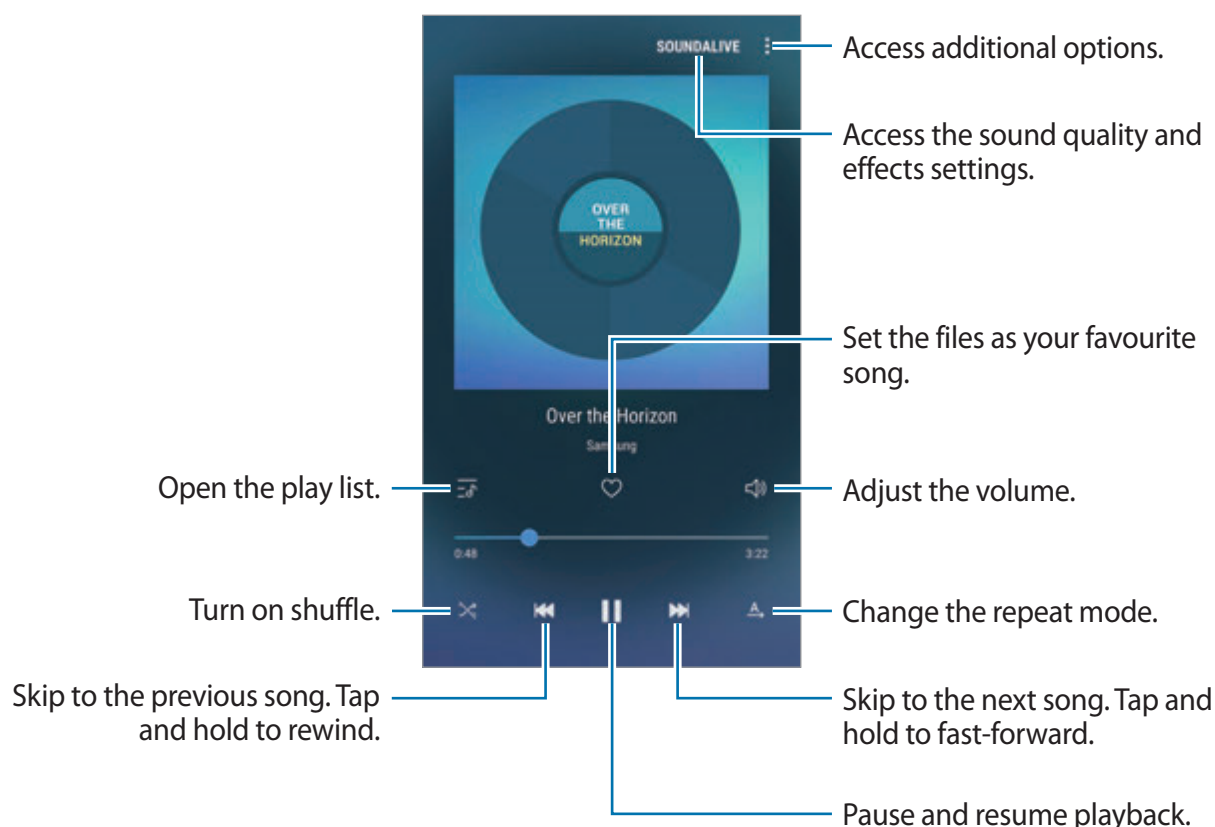 SOUNDALIVE
Access additional options.
Access the sound quality and
effects settings.
OVER
THE
HORIZON
Set the files as your favourite
song.
Over the Horizon
Samsung
Open the play list.
Adjust the volume.
0:48
3:22
Turn on shuffle.
A
Change the repeat mode.
Skip to the previous song. Tap
and hold to rewind.
Skip to the next song. Tap and
hold to fast-forward.
Pause and resume playback.